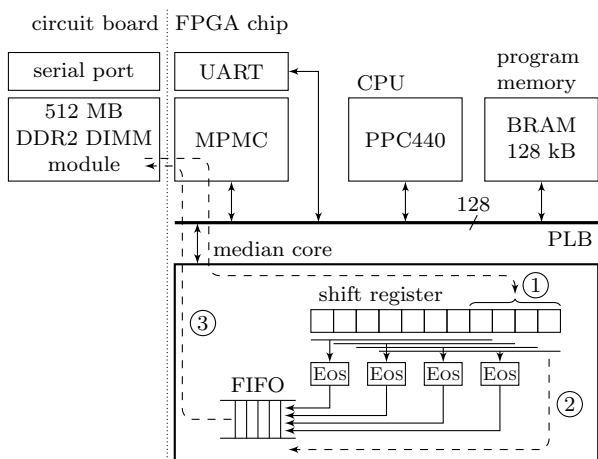 circuit board FPGA chip
serial port
UART
512 MB
DDR2 DIMM
module
MPMC
CPU
PPC440
program
memory
BRAM
128 kB
128
PLB
median core
1
shift register
3
Eos Eos Eos Eos
FIFO
2